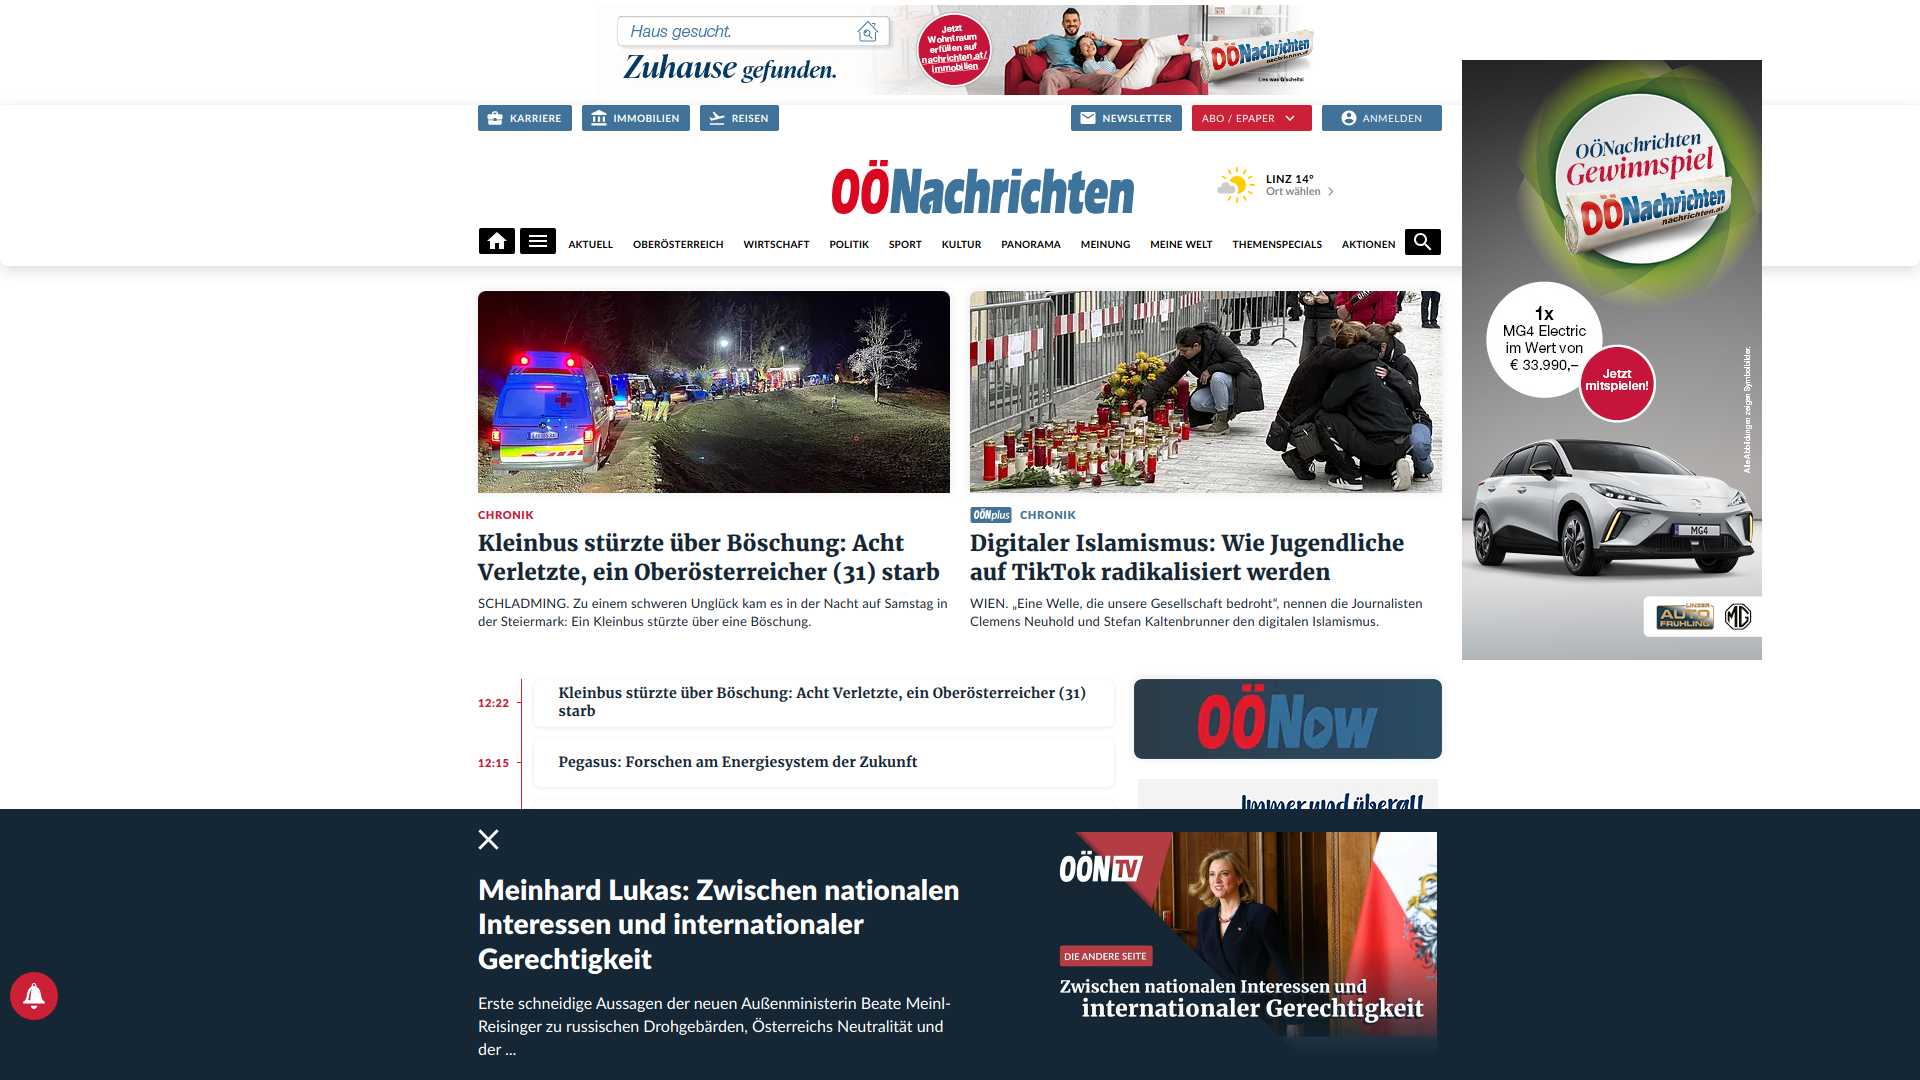 Haus gesucht.
Zuhause gefunden.
Jetzt
Wohntraum
erfüllen auf
nachrichten.at/
immobilien
OÖNachrichten
nachrichten.at
KARRIERE
IMMOBILIEN
REISEN
NEWSLETTER
ABO / EPAPER
ANMELDEN
OÖNachrichten
LINZ 14°
Ort wählen
AKTUELL
OBERÖSTERREICH
WIRTSCHAFT
POLITIK
SPORT
KULTUR
PANORAMA
MEINUNG
MEINE WELT
THEMENSPECIALS
AKTIONEN
OÖNachrichten
Gewinnspiel
OÖNachrichten
nachrichten.at
1x
MG4 Electric
im Wert von
€ 33.990,–
Jetzt
mitspielen!
Alle Abbildungen zeigen Symbolbilder.
MG4
LINZER
AUTO
FRÜHLING
MG
CHRONIK
Kleinbus stürzte über Böschung: Acht
Verletzte, ein Oberösterreicher (31) starb
SCHLADMING. Zu einem schweren Unglück kam es in der Nacht auf Samstag in
der Steiermark: Ein Kleinbus stürzte über eine Böschung.
OÖNplus CHRONIK
Digitaler Islamismus: Wie Jugendliche
auf TikTok radikalisiert werden
WIEN. „Eine Welle, die unsere Gesellschaft bedroht“, nennen die Journalisten
Clemens Neuhold und Stefan Kaltenbrunner den digitalen Islamismus.
12:22
Kleinbus stürzte über Böschung: Acht Verletzte, ein Oberösterreicher (31)
starb
12:15
Pegasus: Forschen am Energiesystem der Zukunft
OÖNow
Immer und überall
Meinhard Lukas: Zwischen nationalen
Interessen und internationaler
Gerechtigkeit
Erste schneidige Aussagen der neuen Außenministerin Beate Meinl-
Reisinger zu russischen Drohgebärden, Österreichs Neutralität und
der ...
OÖN TV
DIE ANDERE SEITE
Zwischen nationalen Interessen und
internationaler Gerechtigkeit